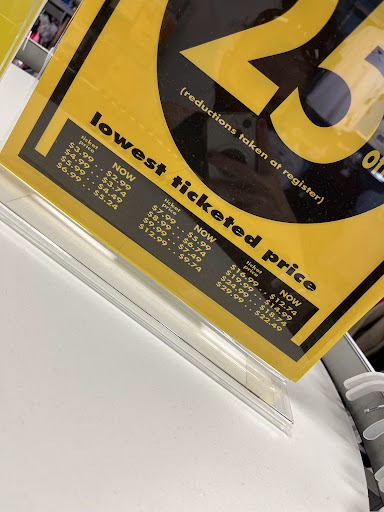 25
O
(reductions taken at register)
lowest ticketed price
ticket
price NOW
$3.99. . .$2.99
$4.99. . .$3.74
$5.99. . .$4.49
$6.99. . .$5.24
ticket
price NOW
$7.99. . .$5.99
$8.99. . .$6.74
$9.99. . .$7.49
$12.99. . .$9.74
ticket
price NOW
$16.99. . .$12.74
$19.99. . .$14.99
$24.99. . .$18.74
$29.99. . .$22.49